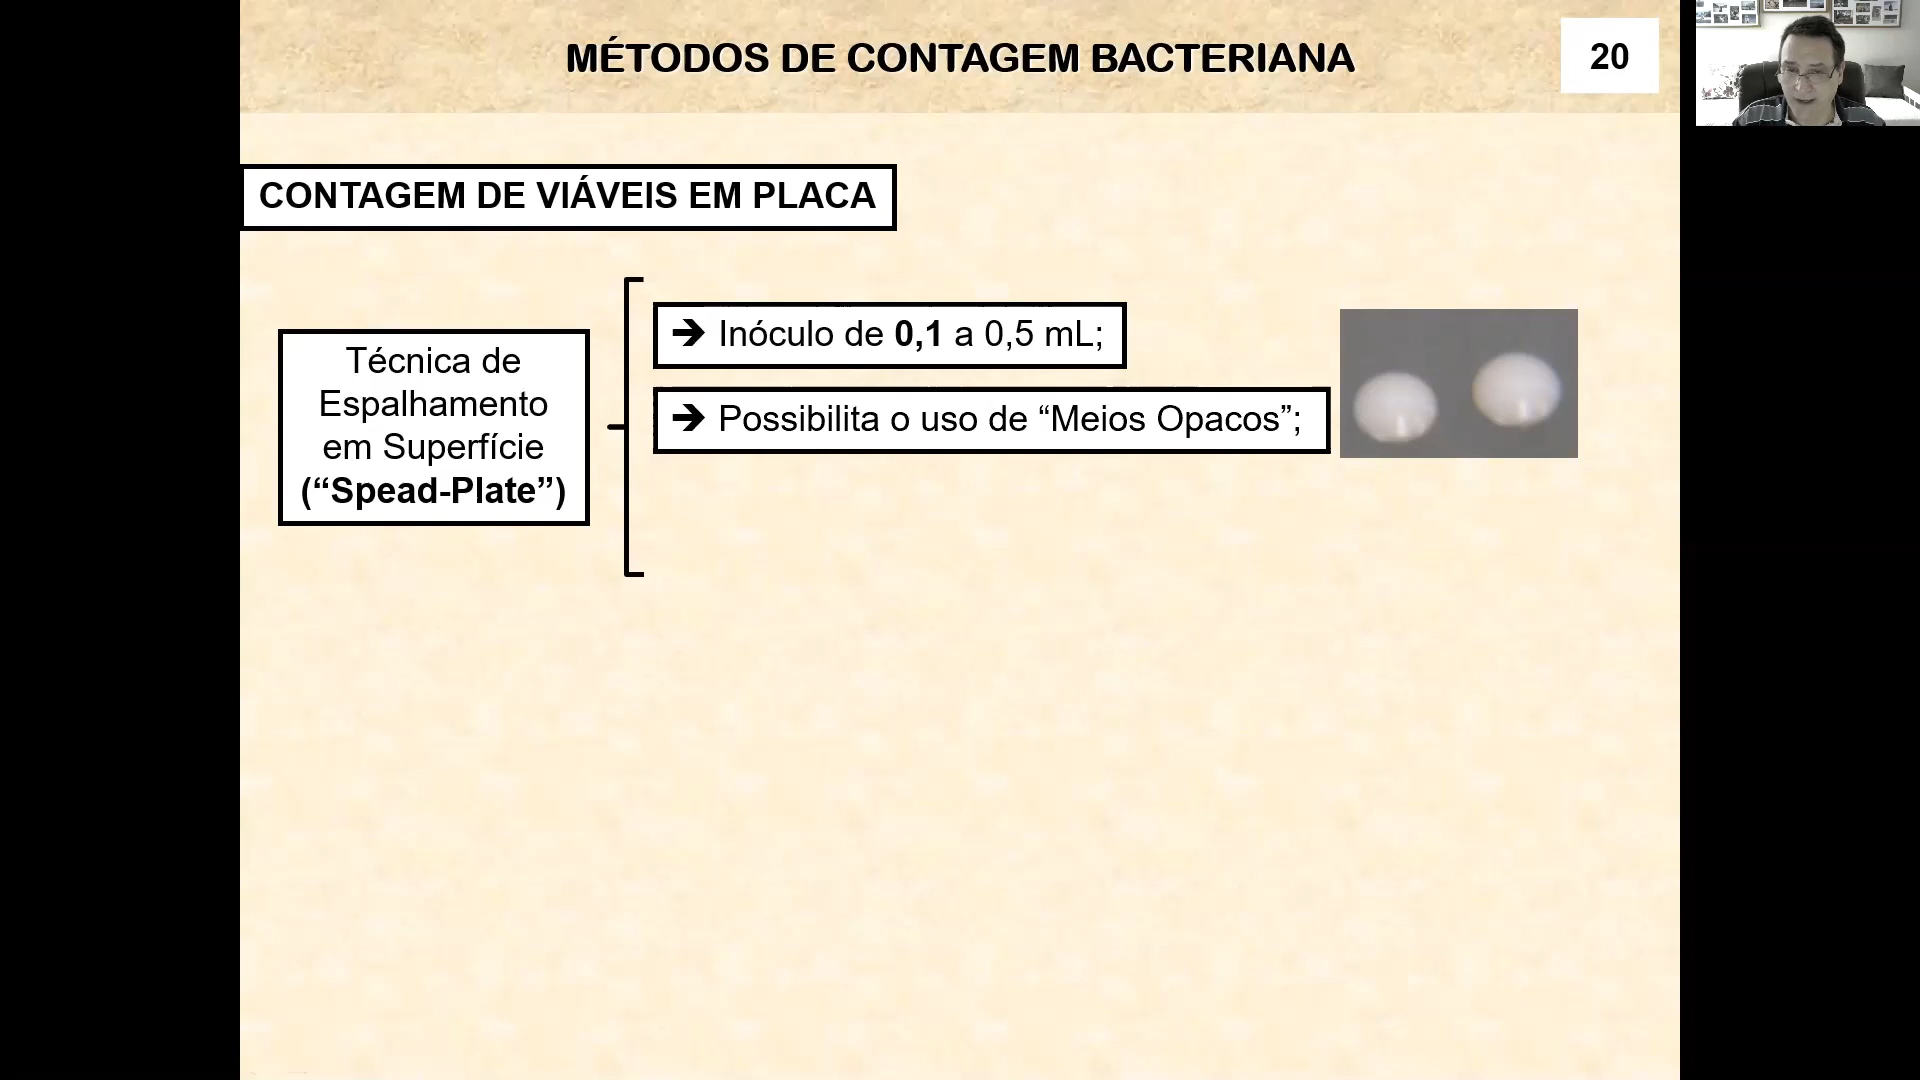 MÉTODOS DE CONTAGEM BACTERIANA
20
CONTAGEM DE VIÁVEIS EM PLACA
Técnica de
Espalhamento
em Superfície
(“Spead-Plate”)
➔ Inóculo de 0,1 a 0,5 mL;
➔ Possibilita o uso de “Meios Opacos”;